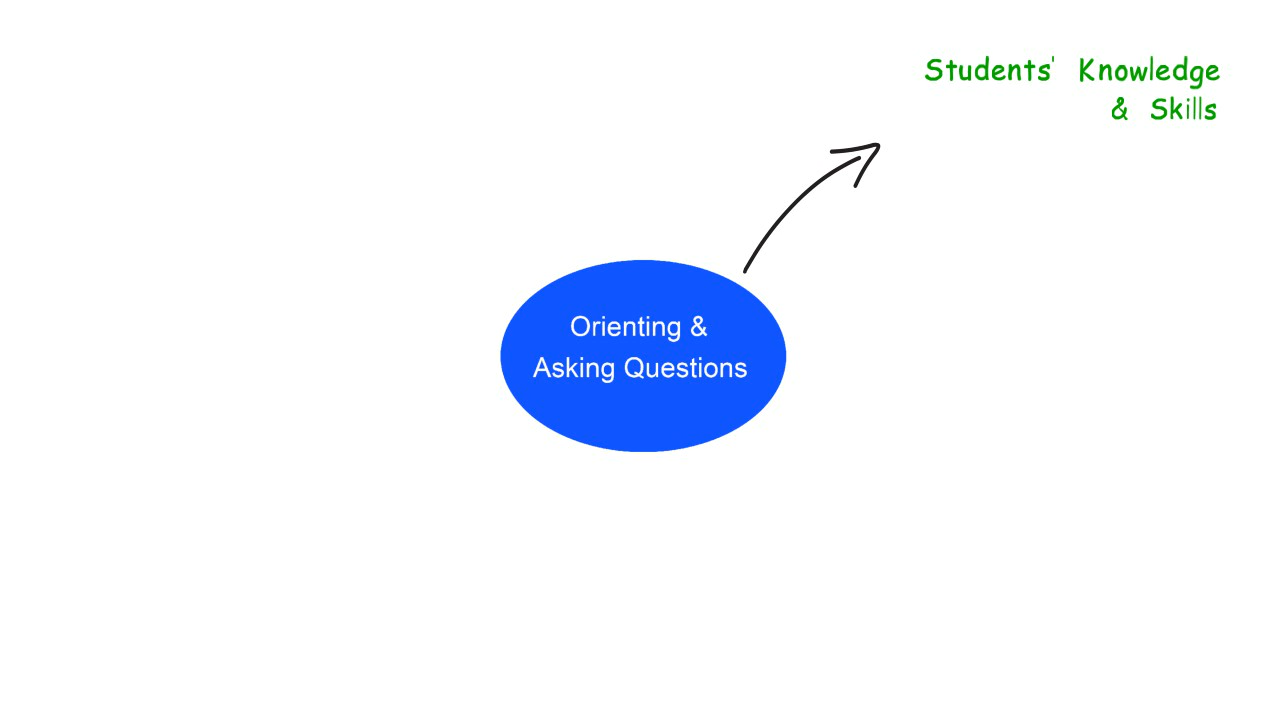 Students' Knowledge
& Skills
Orienting &
Asking Questions